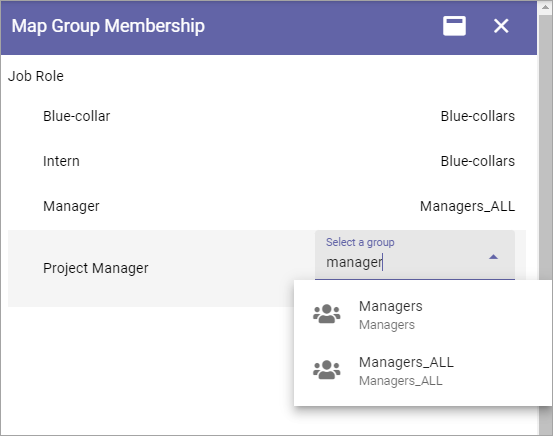 Map Group Membership
Job Role
Blue-collar Blue-collars
Intern Blue-collars
Manager Managers_ALL
Select a group
Project Manager manager
Managers
Managers
Managers_ALL
Managers_ALL